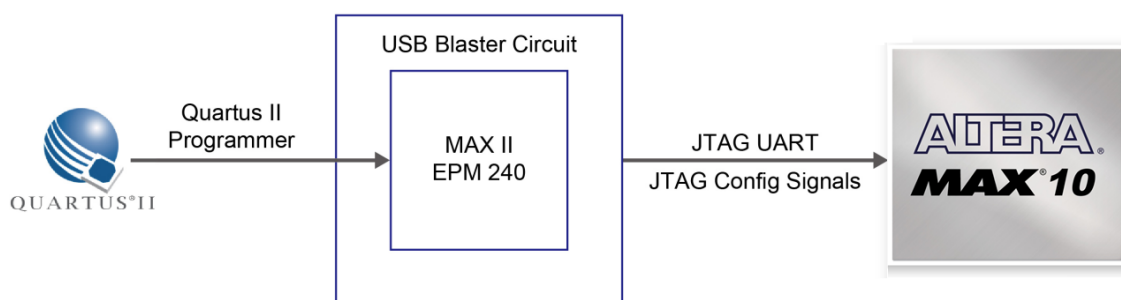 USB Blaster Circuit
Quartus II
Programmer
MAX II
EPM 240
JTAG UART
JTAG Config Signals
QUARTUS®II
ALTERA®
MAX®10